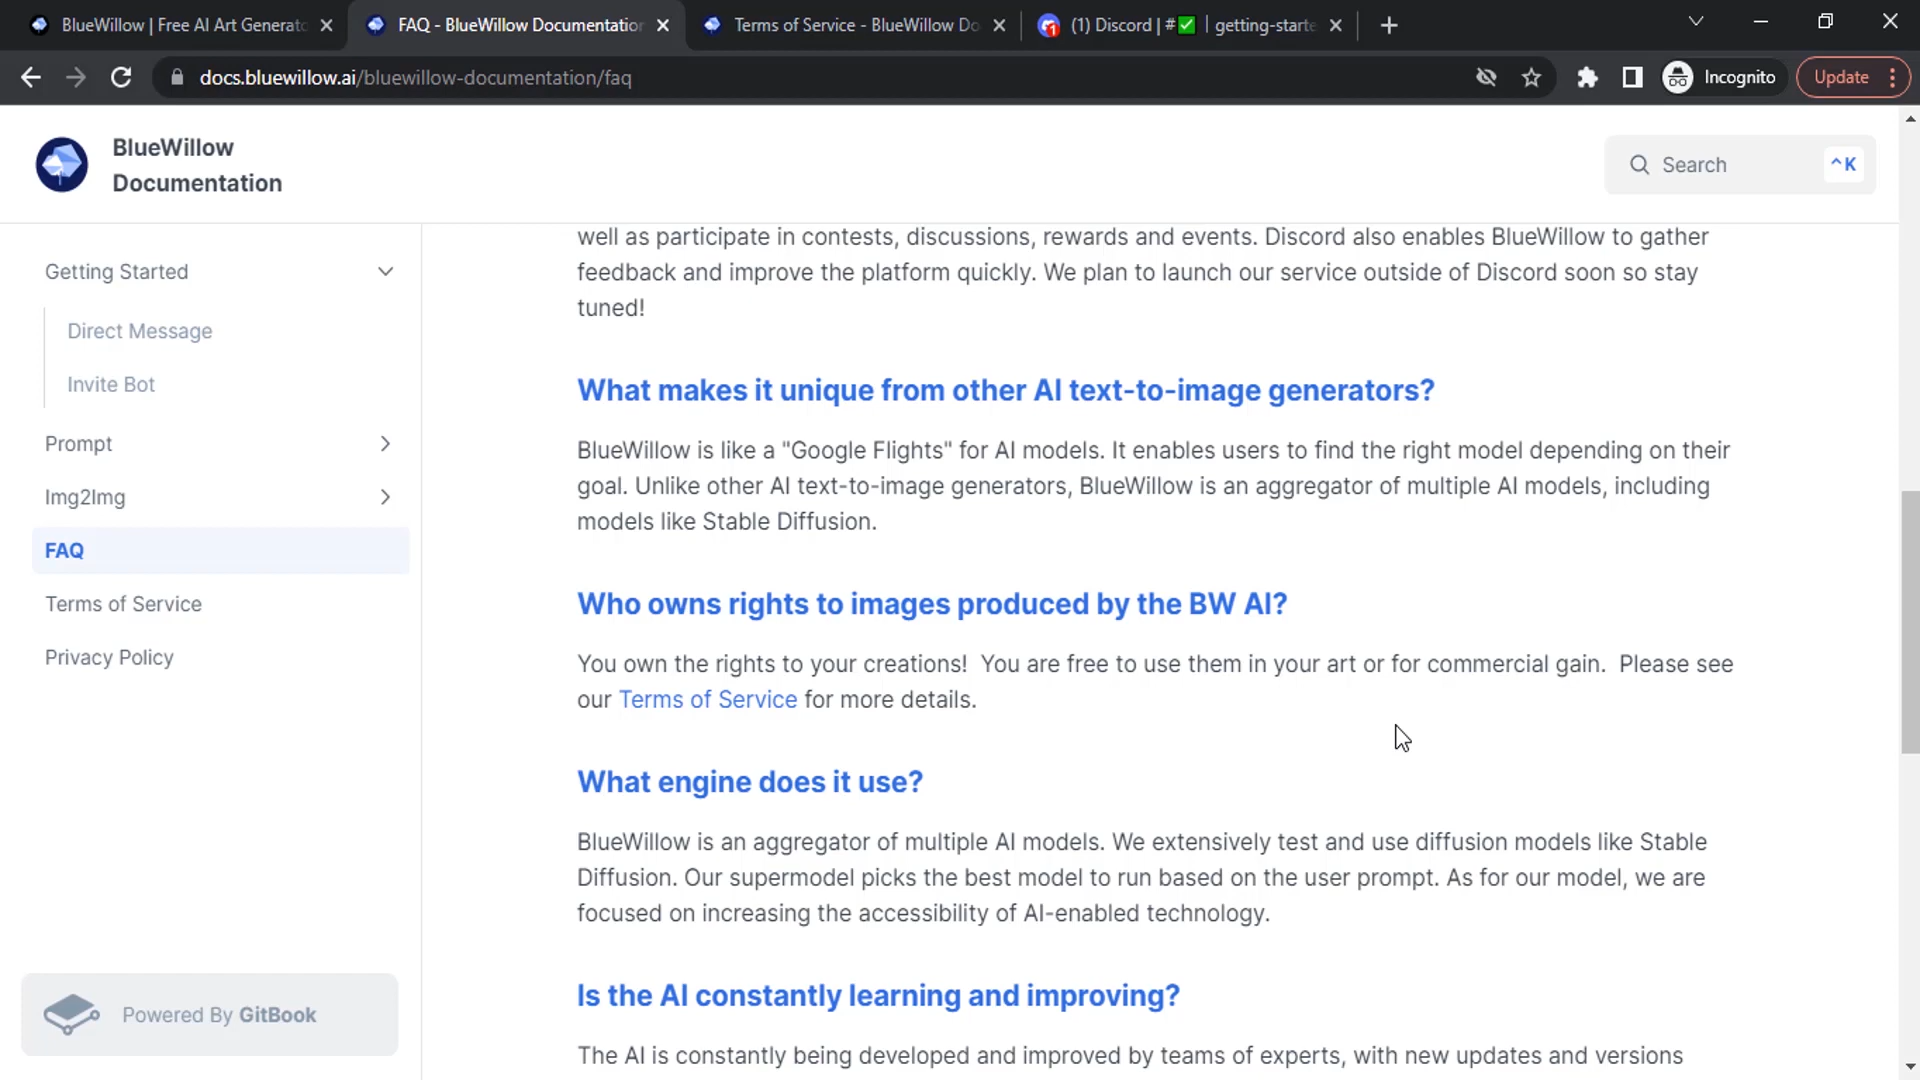 BlueWillow | Free AI Art Generato
FAQ - BlueWillow Documentation
Terms of Service - BlueWillow Do
(1) Discord | #✅ | getting-starte
docs.bluewillow.ai/bluewillow-documentation/faq
Incognito
Update
BlueWillow
Documentation
Search
^K
Getting Started
Direct Message
Invite Bot
Prompt
Img2Img
FAQ
Terms of Service
Privacy Policy
Powered By GitBook
well as participate in contests, discussions, rewards and events. Discord also enables BlueWillow to gather
feedback and improve the platform quickly. We plan to launch our service outside of Discord soon so stay
tuned!
What makes it unique from other AI text-to-image generators?
BlueWillow is like a "Google Flights" for AI models. It enables users to find the right model depending on their
goal. Unlike other AI text-to-image generators, BlueWillow is an aggregator of multiple AI models, including
models like Stable Diffusion.
Who owns rights to images produced by the BW AI?
You own the rights to your creations!  You are free to use them in your art or for commercial gain.  Please see
our Terms of Service for more details.
What engine does it use?
BlueWillow is an aggregator of multiple AI models. We extensively test and use diffusion models like Stable
Diffusion. Our supermodel picks the best model to run based on the user prompt. As for our model, we are
focused on increasing the accessibility of AI-enabled technology.
Is the AI constantly learning and improving?
The AI is constantly being developed and improved by teams of experts, with new updates and versions